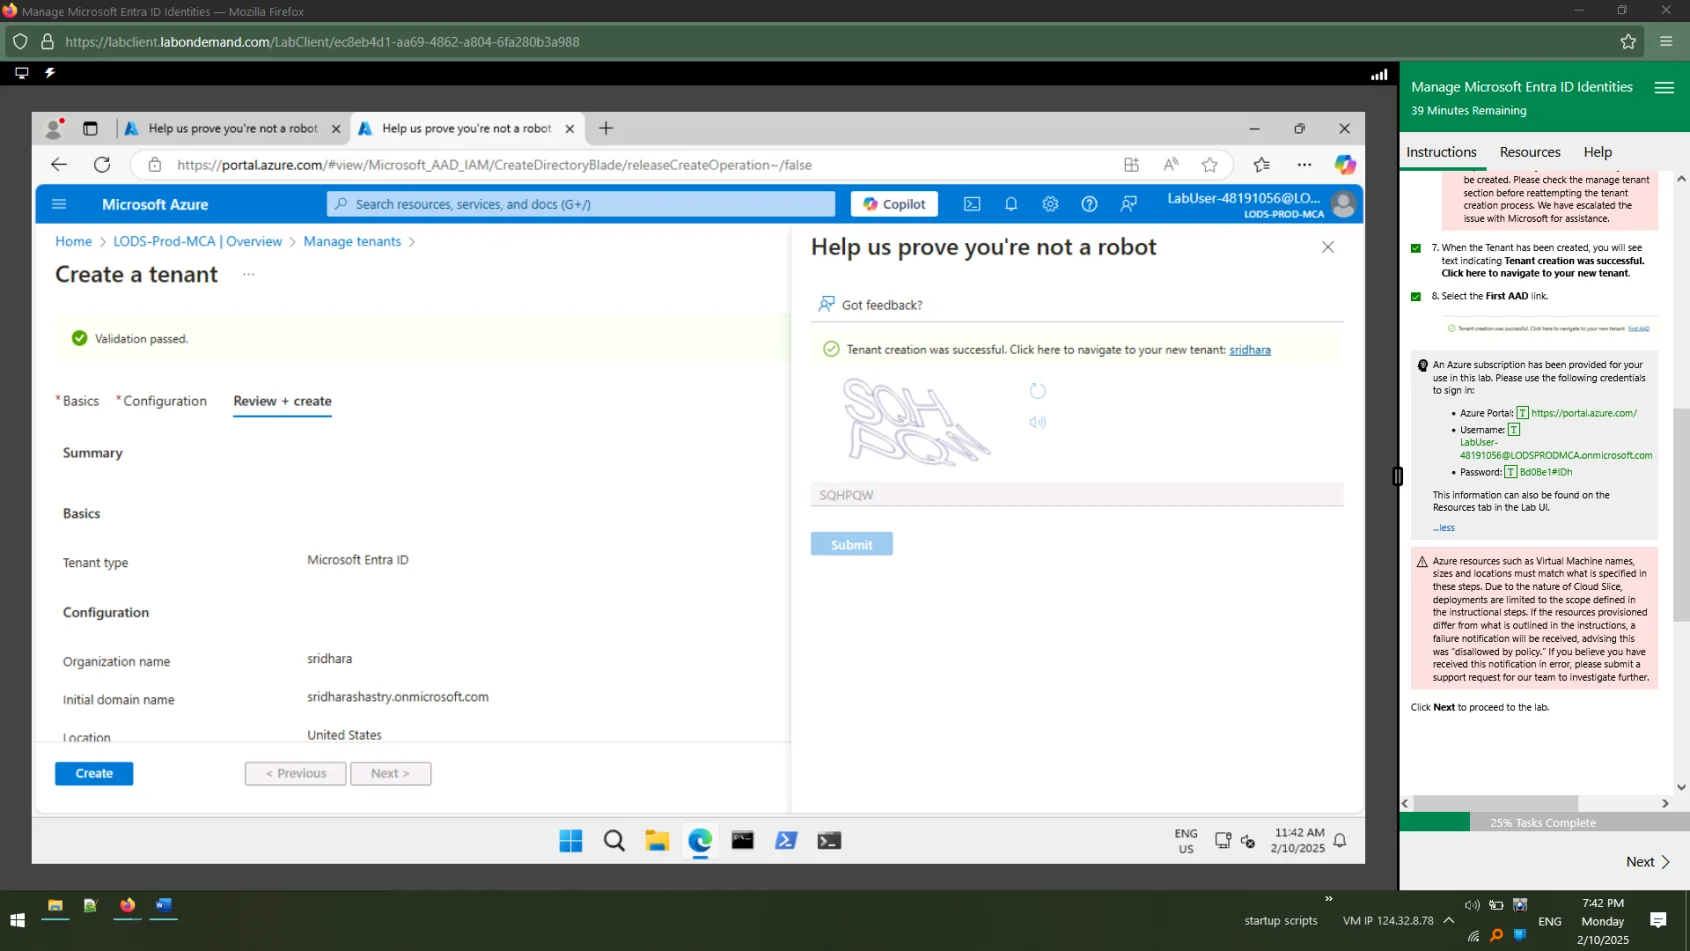 Manage Microsoft Entra ID Identities — Mozilla Firefox
https://labclient.labondemand.com/LabClient/ec8eb4d1-aa69-4862-a804-6fa280b3a988
Help us prove you're not a robot
Help us prove you're not a robot
https://portal.azure.com/#view/Microsoft_AAD_IAM/CreateDirectoryBlade/releaseCreateOperation~/false
Microsoft Azure
Search resources, services, and docs (G+/)
Copilot
LabUser-48191056@LO...
LODS-PROD-MCA
Home > LODS-Prod-MCA | Overview > Manage tenants >
Create a tenant ...
Validation passed.
* Basics * Configuration Review + create
Summary
Basics
Tenant type Microsoft Entra ID
Configuration
Organization name sridhara
Initial domain name sridharashastry.onmicrosoft.com
Location United States
Create < Previous Next >
Help us prove you're not a robot
Got feedback?
Tenant creation was successful. Click here to navigate to your new tenant: sridhara
SQH
PQW
SQHPQW
Submit
ENG
US
11:42 AM
2/10/2025
Manage Microsoft Entra ID Identities
39 Minutes Remaining
Instructions Resources Help
be created. Please check the manage tenant
section before reattempting the tenant
creation process. We have escalated the
issue with Microsoft for assistance.
7. When the Tenant has been created, you will see
text indicating Tenant creation was successful.
Click here to navigate to your new tenant.
8. Select the First AAD link.
Tenant creation was successful. Click here to navigate to your new tenant: First AAD
An Azure subscription has been provided for your
use in this lab. Please use the following credentials
to sign in:
• Azure Portal: T https://portal.azure.com/
• Username: T
LabUser-
48191056@LODSPRODMCA.onmicrosoft.com
• Password: T Bd0Be1#!Dh
This information can also be found on the
Resources tab in the Lab UI.
...less
Azure resources such as Virtual Machine names,
sizes and locations must match what is specified in
these steps. Due to the nature of Cloud Slice,
deployments are limited to the scope defined in
the instructional steps. If the resources provisioned
differ from what is outlined in the instructions, a
failure notification will be received, advising this
was "disallowed by policy." If you believe you have
received this notification in error, please submit a
support request for our team to investigate further.
Click Next to proceed to the lab.
25% Tasks Complete
Next >
startup scripts
»
VM IP 124.32.8.78
ENG
7:42 PM
Monday
2/10/2025